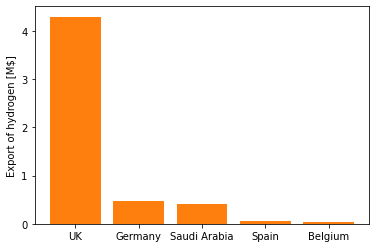 Export of hydrogen [M$]
4
3
2
1
0
UK Germany Saudi Arabia Spain Belgium